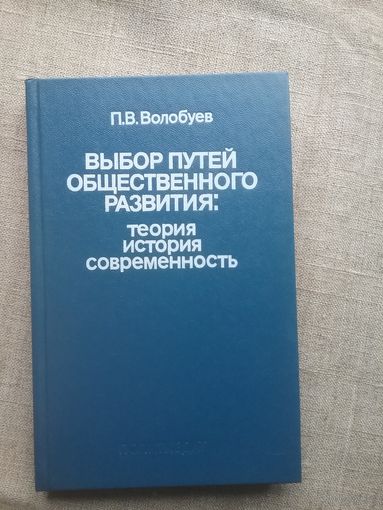 П.В.Волобуев
ВЫБОР ПУТЕЙ
ОБЩЕСТВЕННОГО
РАЗВИТИЯ:
теория
история
современность